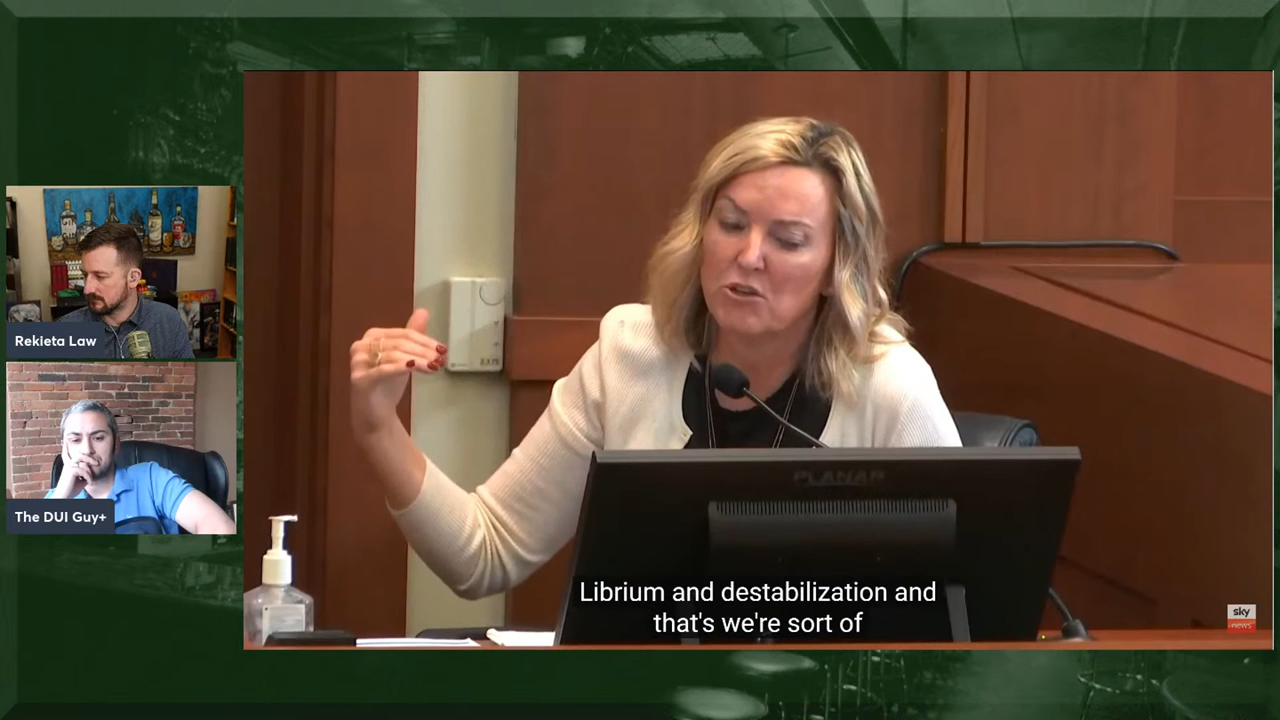 Rekieta Law
The DUI Guy+
PLANAR
Librium and destabilization and
that's we're sort of
sky
news